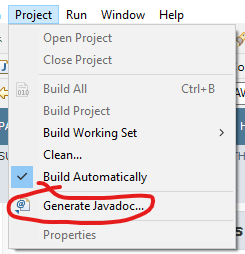 Project Run Window Help
Open Project
Close Project
Build All Ctrl+B
Build Project
Build Working Set
Clean...
Build Automatically
Generate Javadoc...
Properties